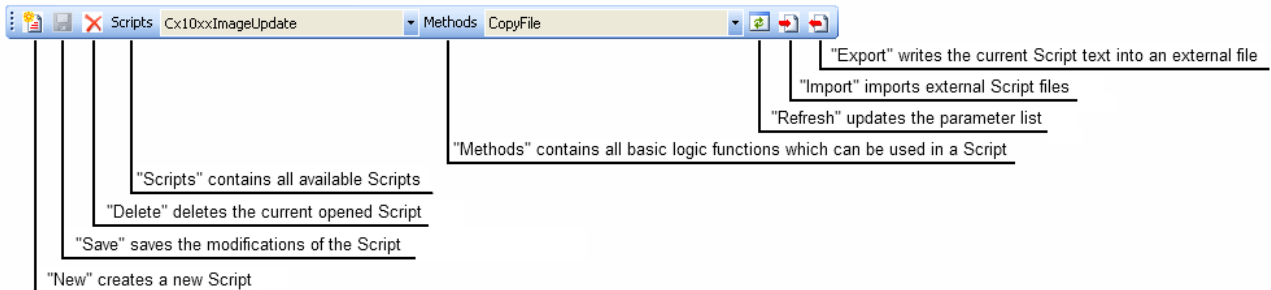 Scripts Cx10xxImageUpdate Methods CopyFile
"Export" writes the current Script text into an external file
"Import" imports external Script files
"Refresh" updates the parameter list
"Methods" contains all basic logic functions which can be used in a Script
"Scripts" contains all available Scripts
"Delete" deletes the current opened Script
"Save" saves the modifications of the Script
"New" creates a new Script